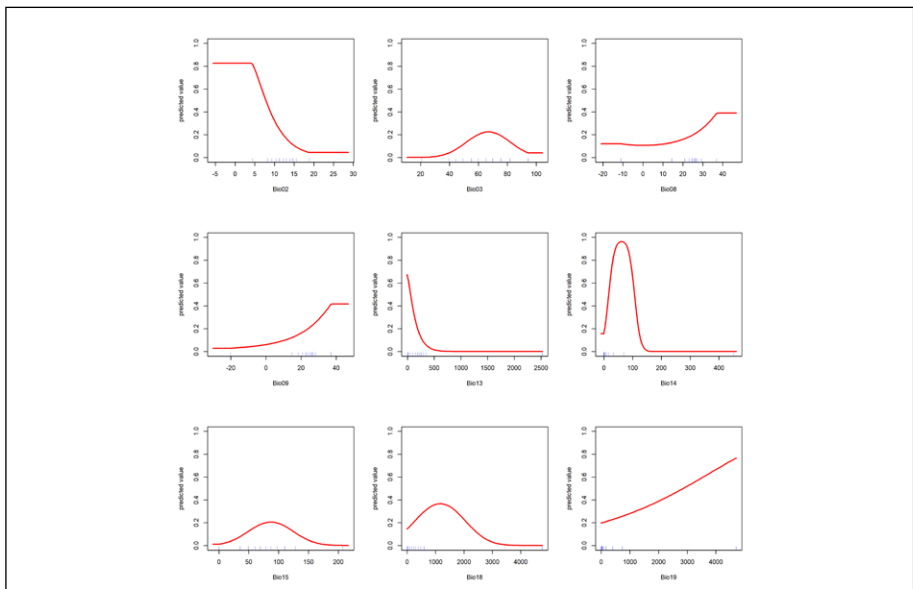 predicted value
0.0 0.2 0.4 0.6 0.8 1.0
-5 0 5 10 15 20 25 30
Bio02
predicted value
0.0 0.2 0.4 0.6 0.8 1.0
20 40 60 80 100
Bio03
predicted value
0.0 0.2 0.4 0.6 0.8 1.0
-20 -10 0 10 20 30 40
Bio08
predicted value
0.0 0.2 0.4 0.6 0.8 1.0
-20 0 20 40
Bio09
predicted value
0.0 0.2 0.4 0.6 0.8 1.0
0 500 1000 1500 2000 2500
Bio13
predicted value
0.0 0.2 0.4 0.6 0.8 1.0
0 100 200 400
Bio14
predicted value
0.0 0.2 0.4 0.6 0.8 1.0
0 50 100 150 200
Bio15
predicted value
0.0 0.2 0.4 0.6 0.8 1.0
0 1000 2000 4000
Bio18
predicted value
0.0 0.2 0.4 0.6 0.8 1.0
0 1000 2000 3000 4000
Bio19